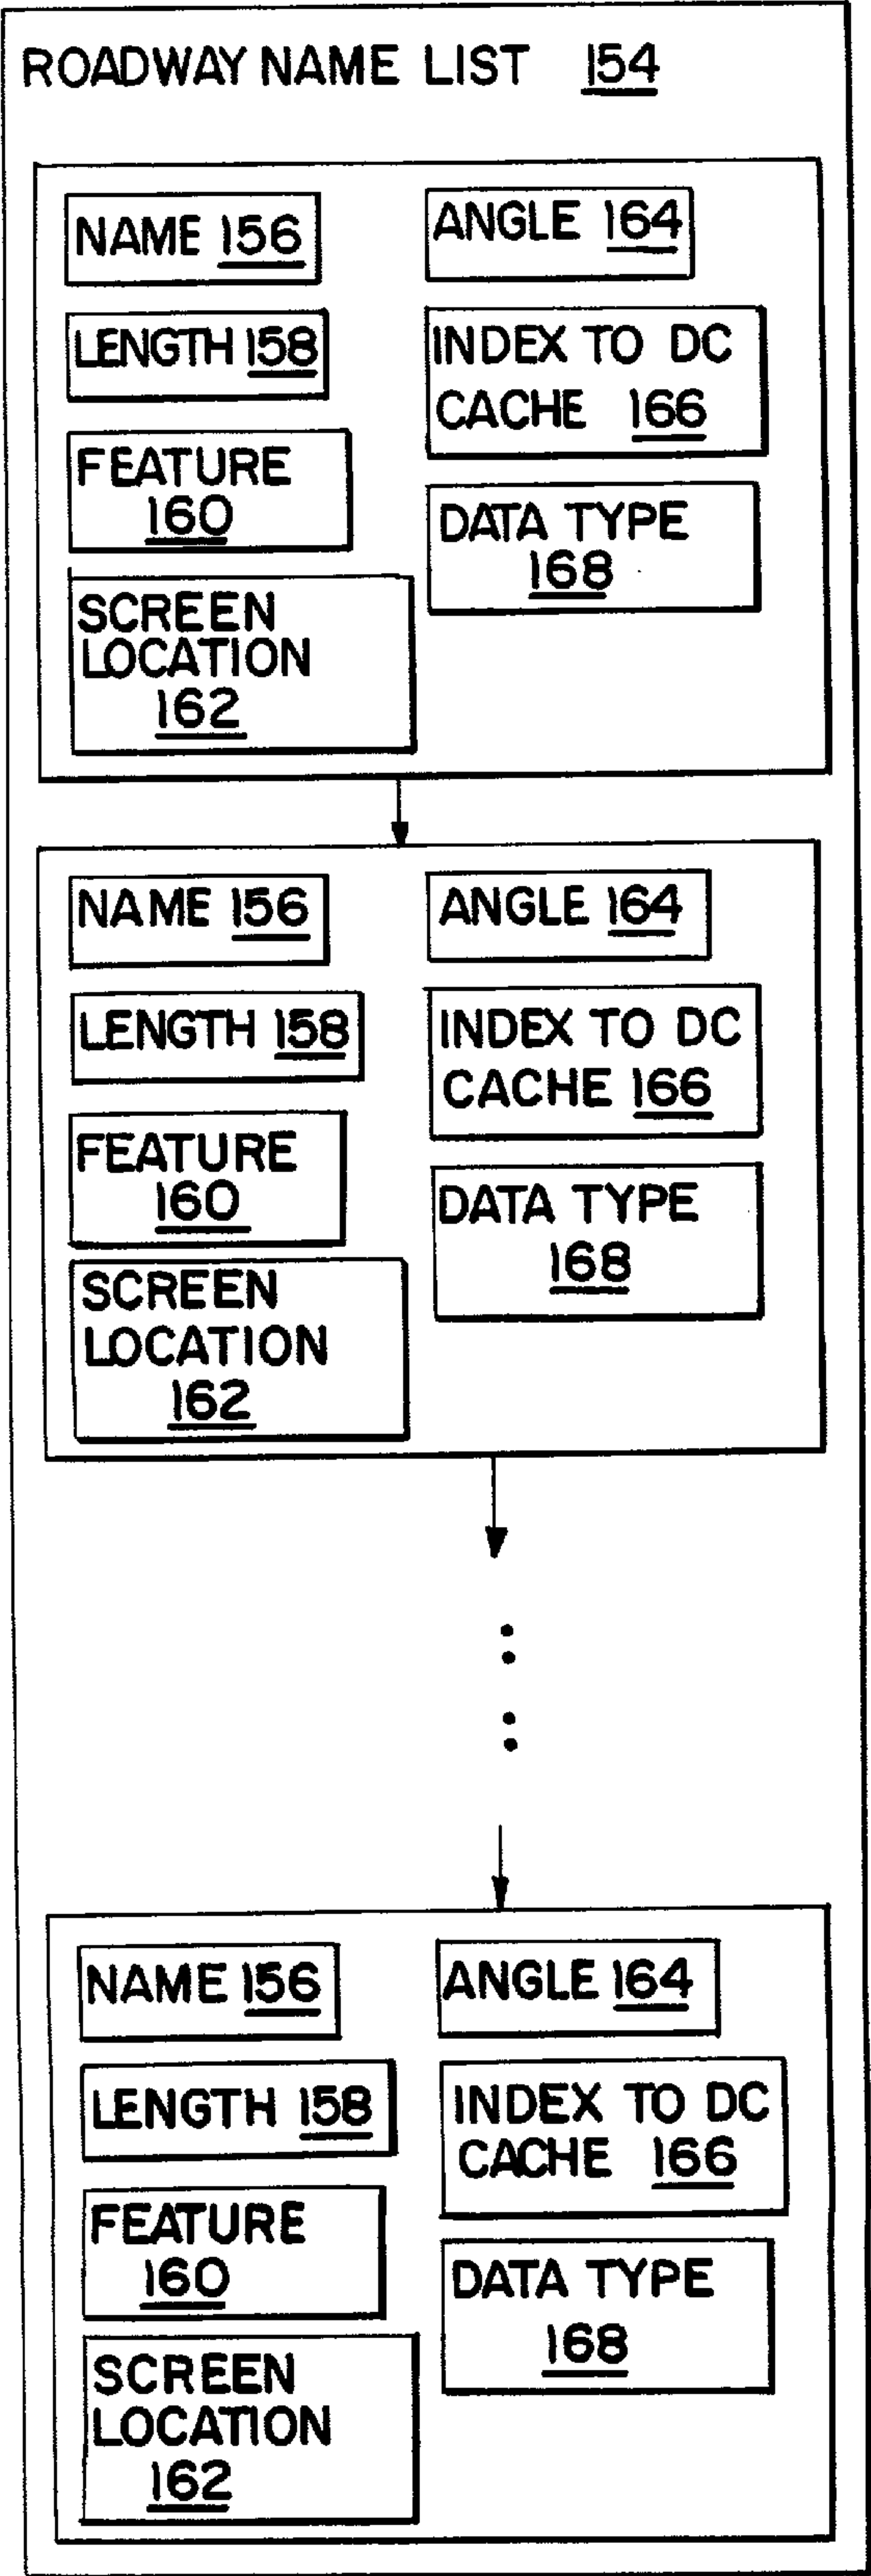 ROADWAY NAME LIST 154
NAME 156
LENGTH 158
FEATURE
160
SCREEN
LOCATION
162
ANGLE 164
INDEX TO DC
CACHE 166
DATA TYPE
168
NAME 156
LENGTH 158
FEATURE
160
SCREEN
LOCATION
162
ANGLE 164
INDEX TO DC
CACHE 166
DATA TYPE
168
NAME 156
LENGTH 158
FEATURE
160
SCREEN
LOCATION
162
ANGLE 164
INDEX TO DC
CACHE 166
DATA TYPE
168